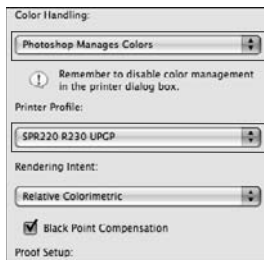 Color Handling:
Photoshop Manages Colors
Remember to disable color management
in the printer dialog box.
Printer Profile:
SPR220 R230 UPGP
Rendering Intent:
Relative Colorimetric
Black Point Compensation
Proof Setup: